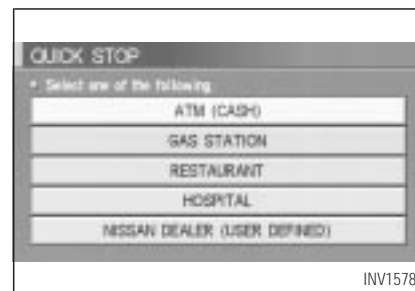 QUICK STOP
Select one of the following
ATM (CASH)
GAS STATION
RESTAURANT
HOSPITAL
NISSAN DEALER (USER DEFINED)
INV1578